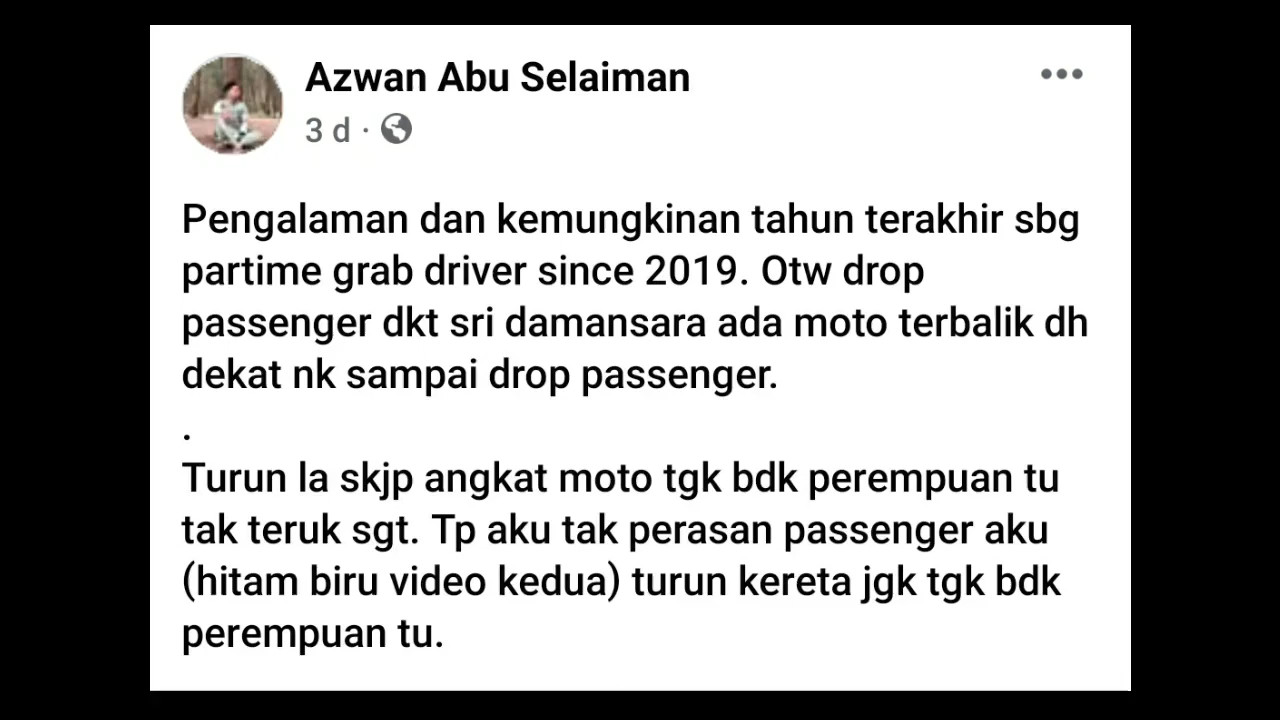 Azwan Abu Selaiman
3 d ·
Pengalaman dan kemungkinan tahun terakhir sbg
partime grab driver since 2019. Otw drop
passenger dkt sri damansara ada moto terbalik dh
dekat nk sampai drop passenger.
.
Turun la skjp angkat moto tgk bdk perempuan tu
tak teruk sgt. Tp aku tak perasan passenger aku
(hitam biru video kedua) turun kereta jgk tgk bdk
perempuan tu.